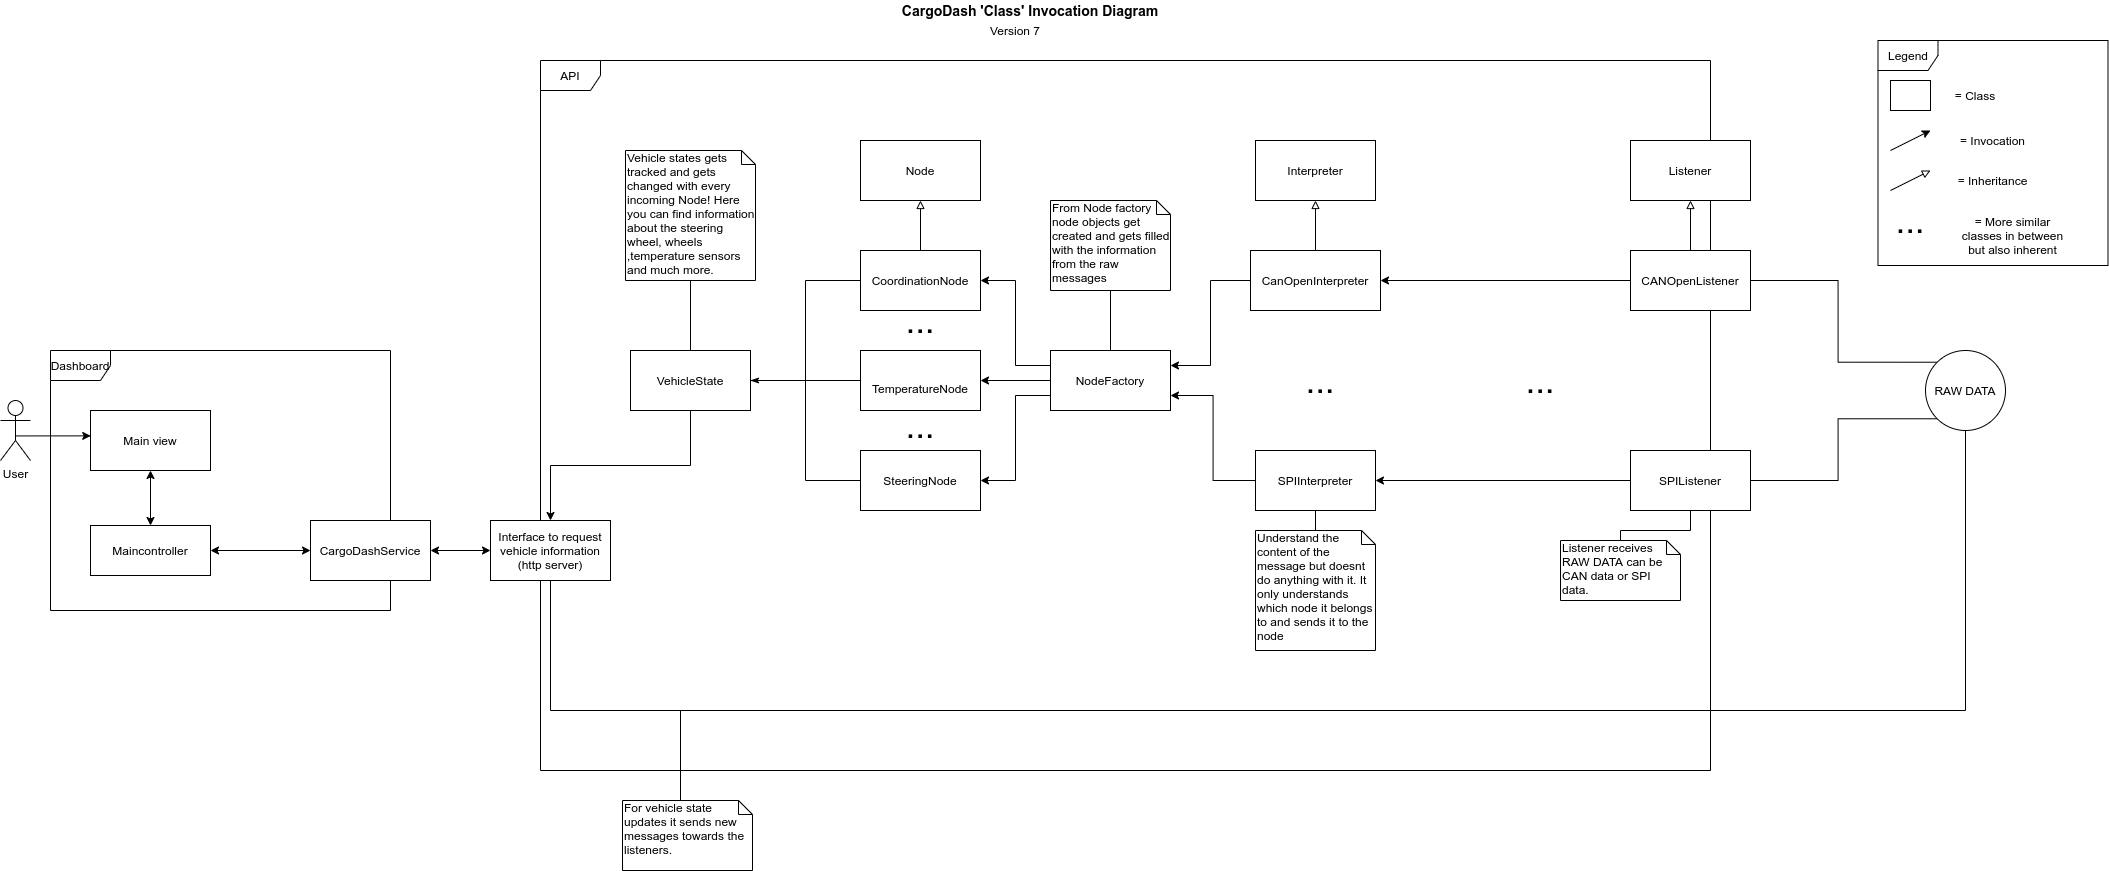 CargoDash 'Class' Invocation Diagram
Version 7
Legend
= Class
= Invocation
= Inheritance
...
= More similar
classes in between
but also inherent
API
Vehicle states gets
tracked and gets
changed with every
incoming Node! Here
you can find information
about the steering
wheel, wheels
,temperature sensors
and much more.
Node
From Node factory
node objects get
created and gets filled
with the information
from the raw
messages
Interpreter
Listener
CoordinationNode
CanOpenInterpreter
CANOpenListener
...
VehicleState
TemperatureNode
NodeFactory
...
...
RAW DATA
...
SteeringNode
SPIInterpreter
SPIListener
Understand the
content of the
message but doesnt
do anything with it. It
only understands
which node it belongs
to and sends it to the
node
Listener receives
RAW DATA can be
CAN data or SPI
data.
Dashboard
User
Main view
Maincontroller
CargoDashService
Interface to request
vehicle information
(http server)
For vehicle state
updates it sends new
messages towards the
listeners.